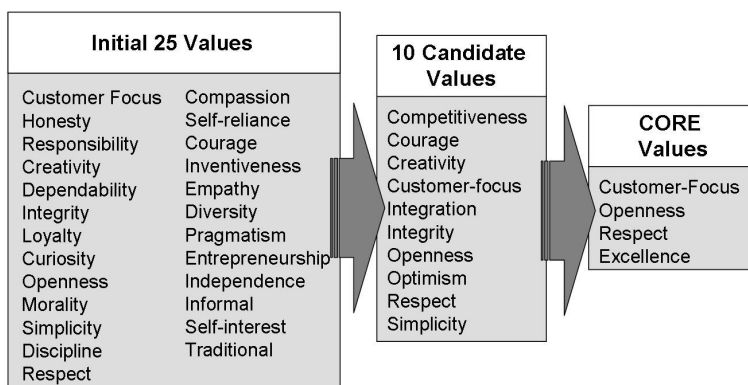 Initial 25 Values
Customer Focus
Honesty
Responsibility
Creativity
Dependability
Integrity
Loyalty
Curiosity
Openness
Morality
Simplicity
Discipline
Respect
Compassion
Self-reliance
Courage
Inventiveness
Empathy
Diversity
Pragmatism
Entrepreneurship
Independence
Informal
Self-interest
Traditional
10 Candidate
Values
Competitiveness
Courage
Creativity
Customer-focus
Integration
Integrity
Openness
Optimism
Respect
Simplicity
CORE
Values
Customer-Focus
Openness
Respect
Excellence